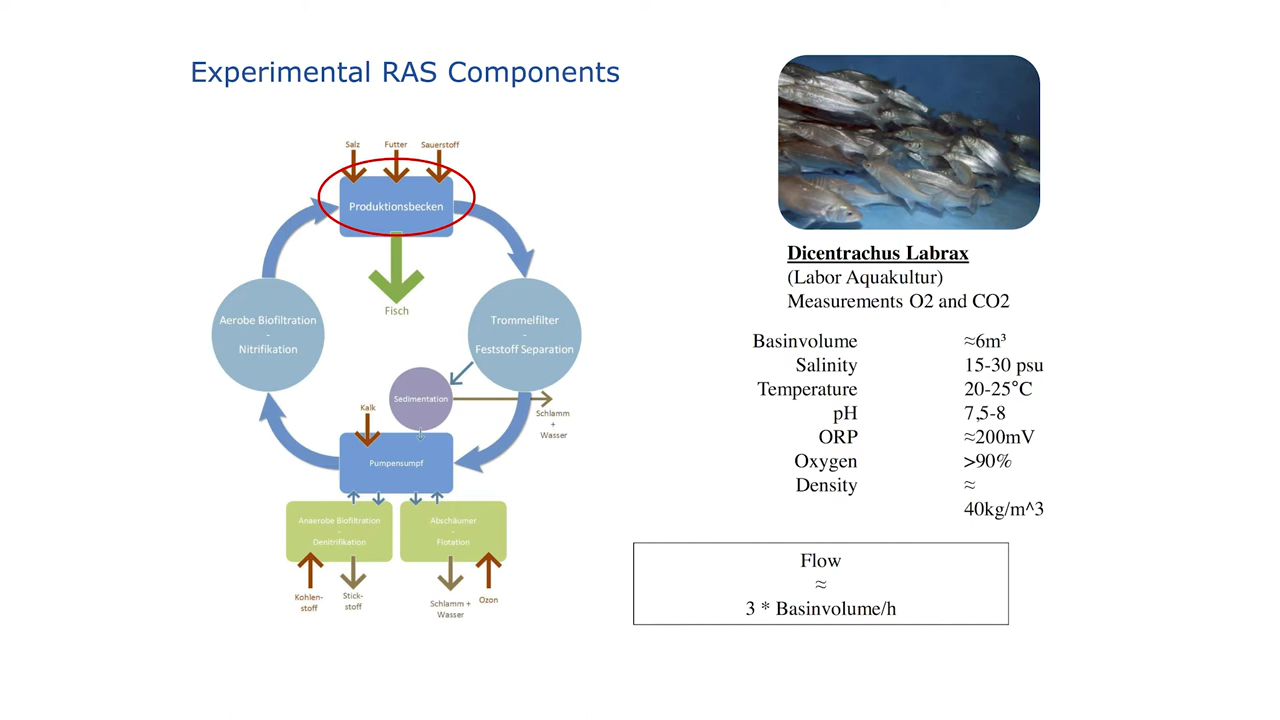 Experimental RAS Components
Salz
Futter
Sauerstoff
Produktionsbecken
Fisch
Aerobe Biofiltration
-
Nitrifikation
Trommelfilter
-
Feststoff Separation
Sedimentation
Schlamm
+
Wasser
Kalk
Pumpensumpf
Anaerobe Biofiltration
-
Denitrifikation
Abschäumer
-
Flotation
Kohlen-
stoff
Stick-
stoff
Schlamm +
Wasser
Ozon
Dicentrachus Labrax
(Labor Aquakultur)
Measurements O2 and CO2
Basinvolume ≈6m³
Salinity 15-30 psu
Temperature 20-25°C
pH 7,5-8
ORP ≈200mV
Oxygen >90%
Density ≈
40kg/m^3
Flow
≈
3 * Basinvolume/h